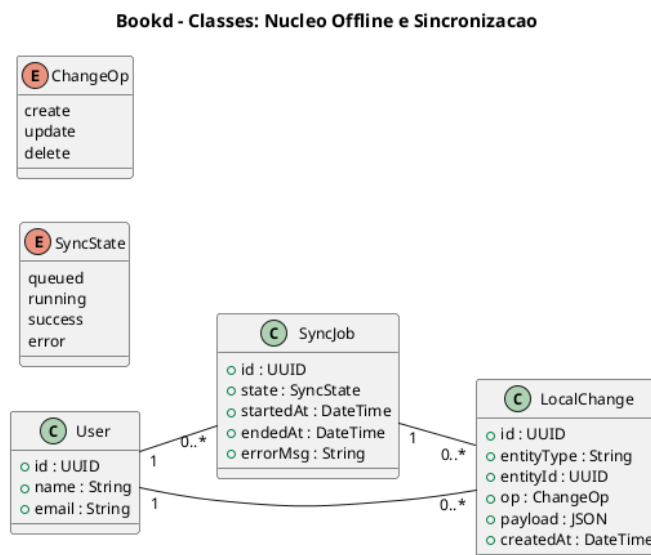 Bookd - Classes: Nucleo Offline e Sincronizacao
E ChangeOp
create
update
delete
E SyncState
queued
running
success
error
C SyncJob
id : UUID
state : SyncState
startedAt : DateTime
endedAt : DateTime
errorMsg : String
C User
id : UUID
name : String
email : String
C LocalChange
id : UUID
entityType : String
entityId : UUID
op : ChangeOp
payload : JSON
createdAt : DateTime
1
0..*
1
0..*
1
0..*